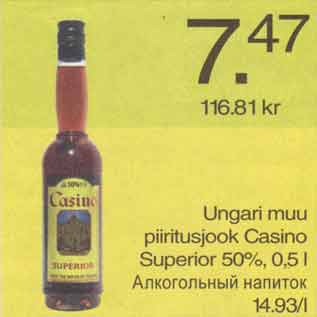 7.47
116.81 kr
50%
Casino
SUPERIOR
Ungari muu
piiritusjook Casino
Superior 50%, 0,5 l
Алкогольный напиток
14.93/l